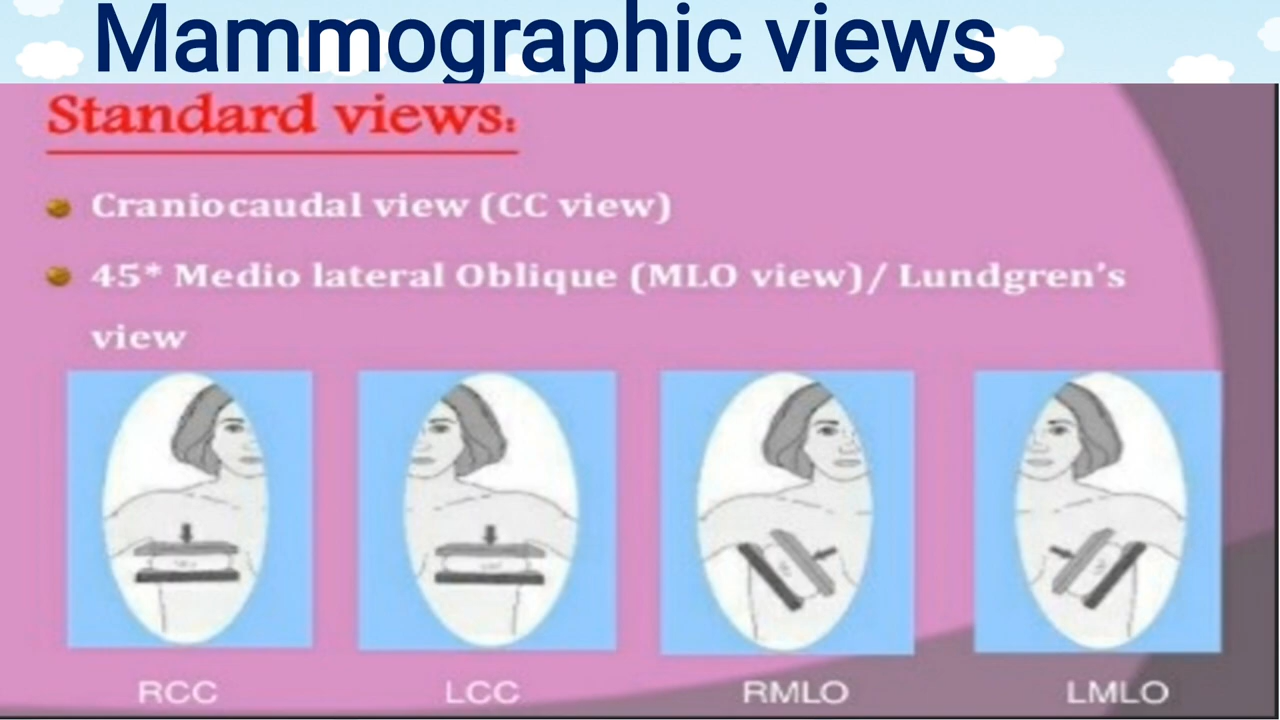 Mammographic views
Standard views:
Craniocaudal view (CC view)
45* Medio lateral Oblique (MLO view)/ Lundgren's
view
RCC LCC RMLO LMLO